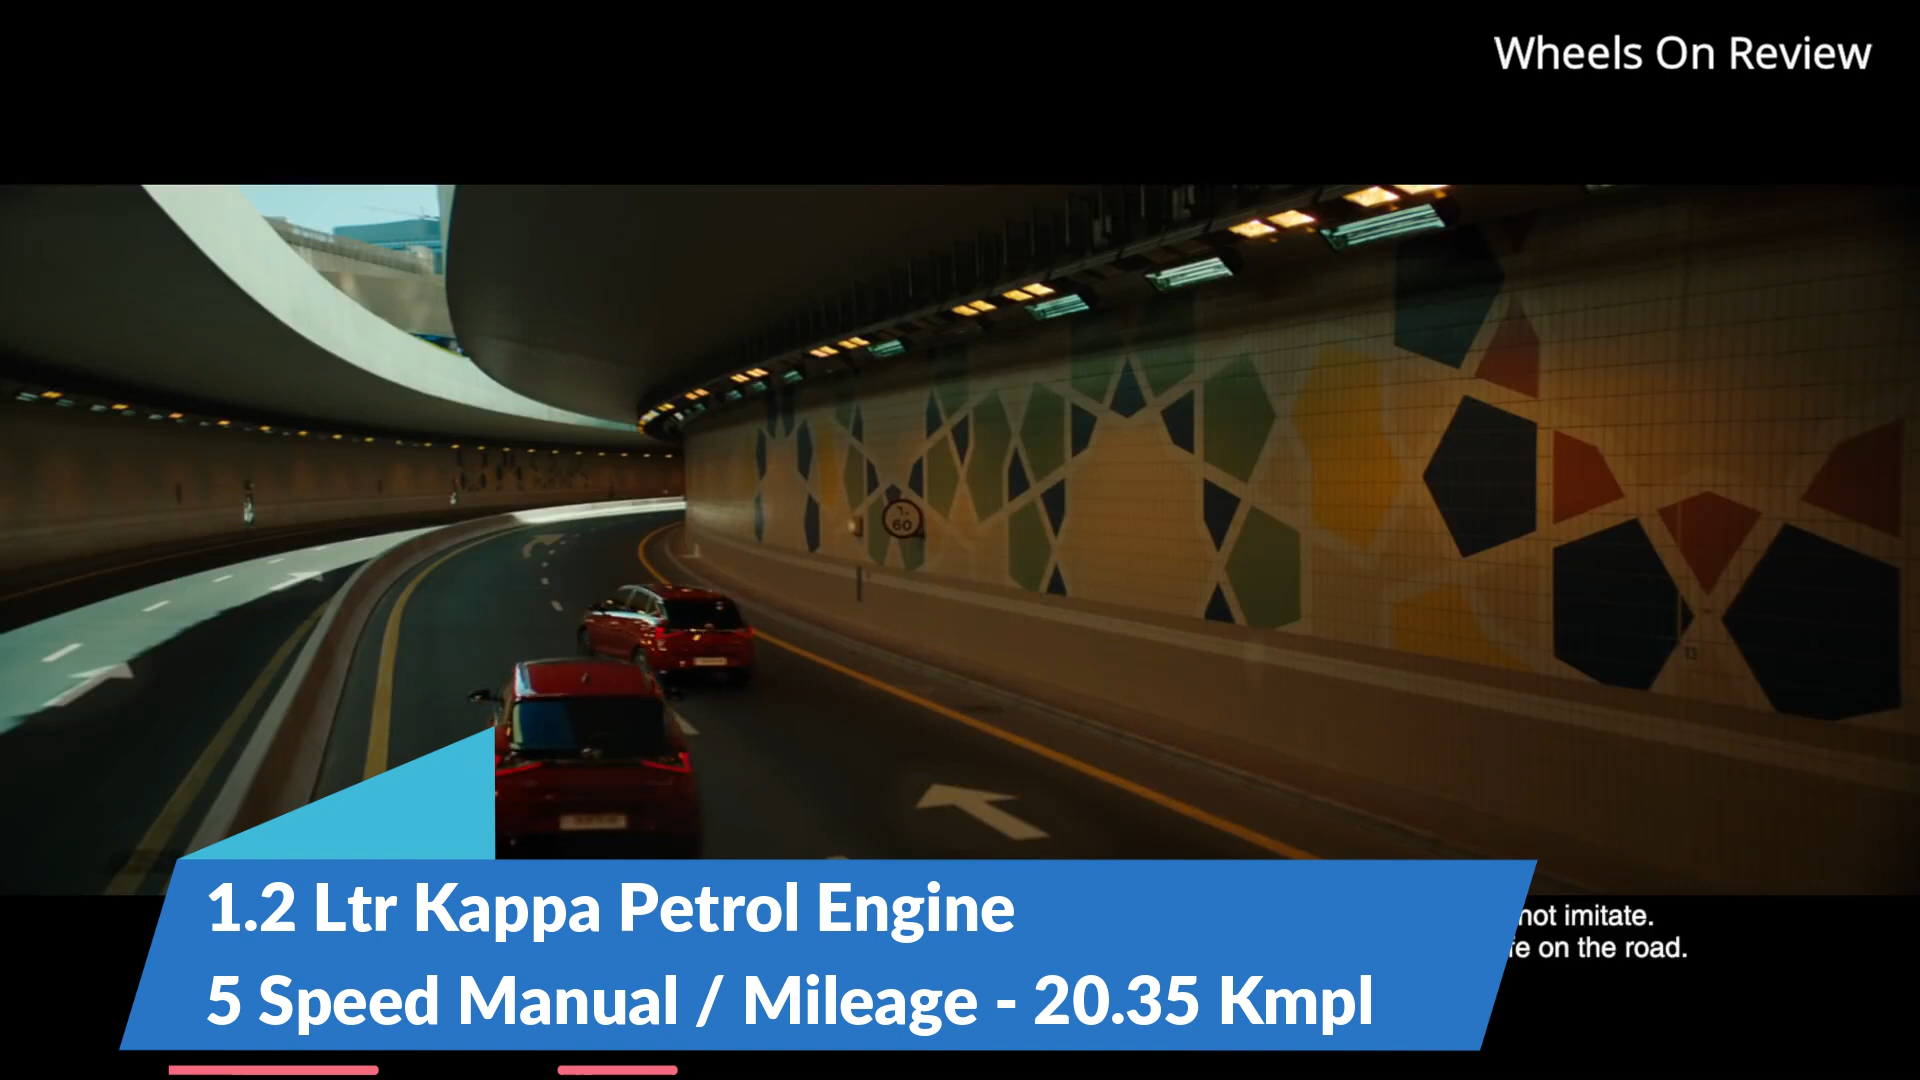 Wheels On Review
٦٠
60
not imitate.
on the road.
1.2 Ltr Kappa Petrol Engine
5 Speed Manual / Mileage - 20.35 Kmpl